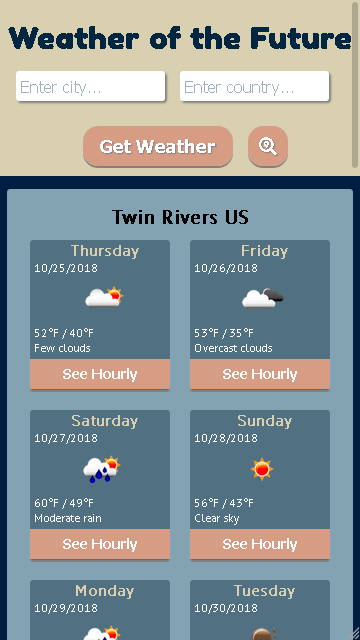 Weather of the Future
Enter city...
Enter country...
Get Weather
Twin Rivers US
Thursday
10/25/2018
52°F / 40°F
Few clouds
See Hourly
Friday
10/26/2018
53°F / 35°F
Overcast clouds
See Hourly
Saturday
10/27/2018
60°F / 49°F
Moderate rain
See Hourly
Sunday
10/28/2018
56°F / 43°F
Clear sky
See Hourly
Monday
10/29/2018
Tuesday
10/30/2018